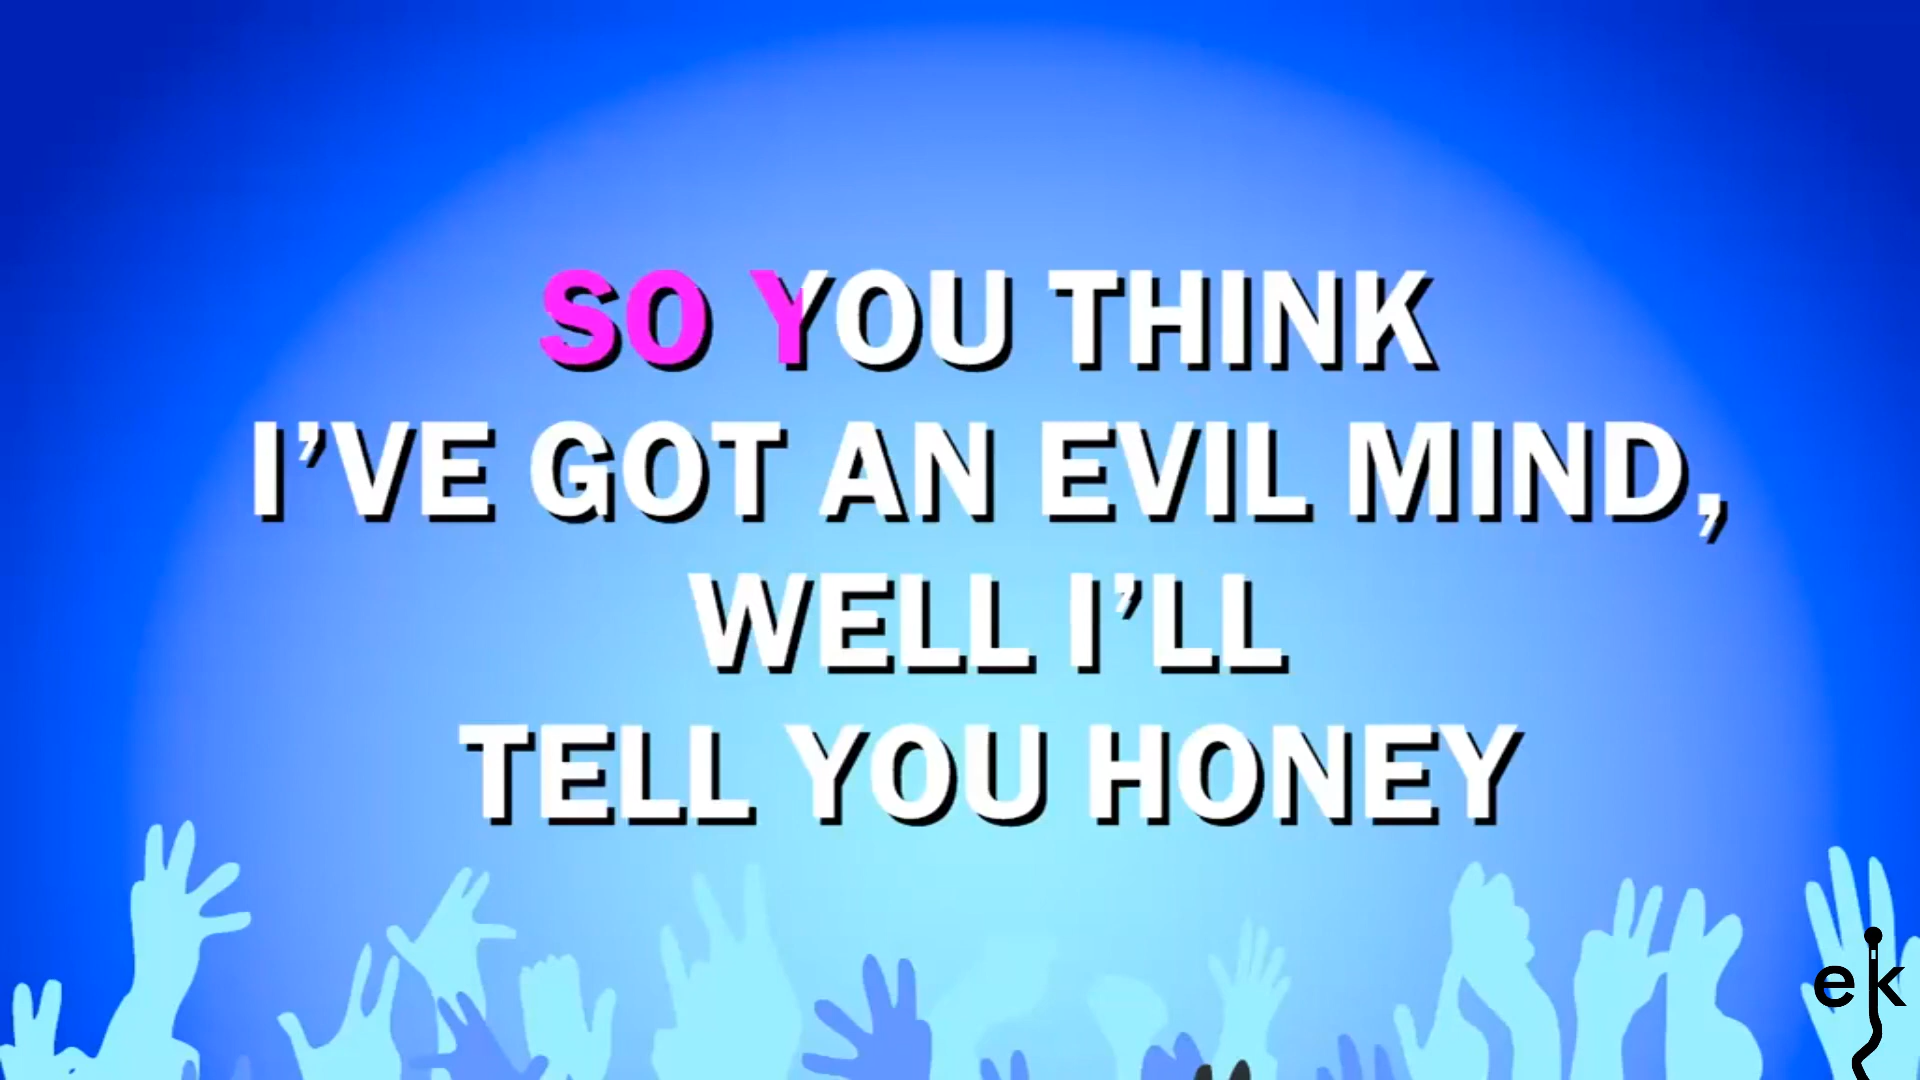 SO YOU THINK
I’VE GOT AN EVIL MIND,
WELL I’LL
TELL YOU HONEY
ek